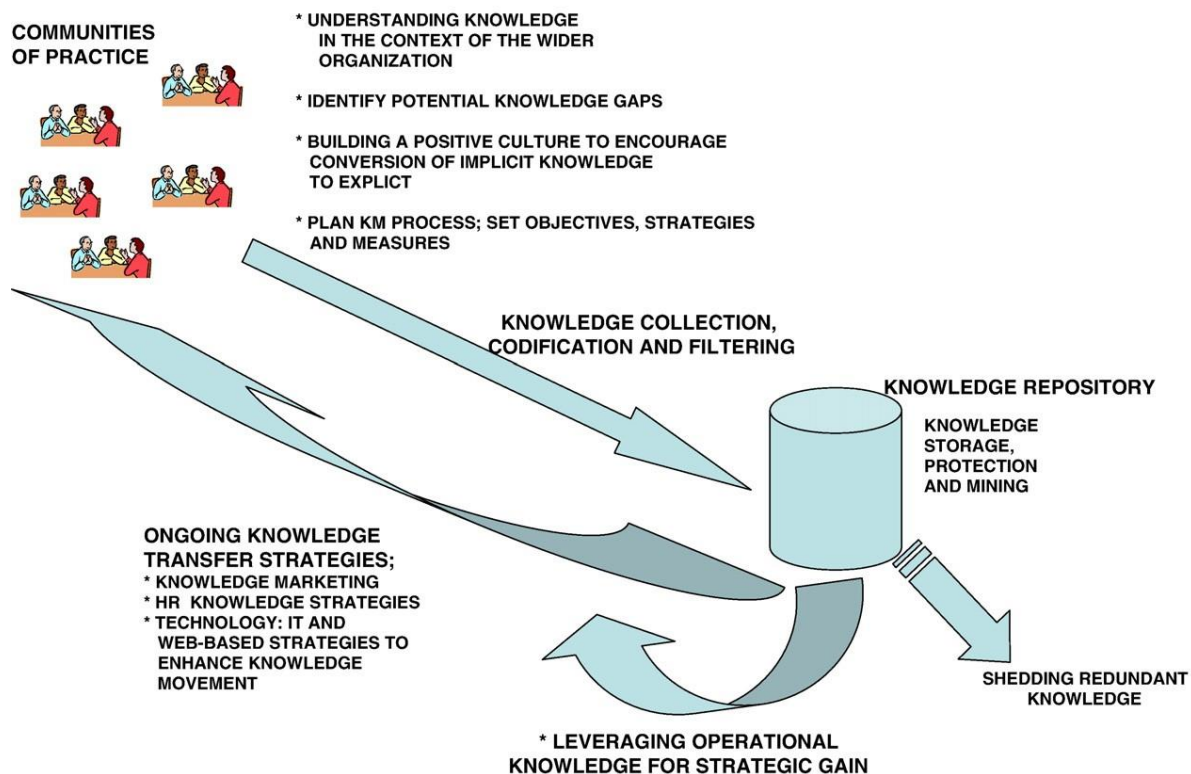 COMMUNITIES
OF PRACTICE
* UNDERSTANDING KNOWLEDGE
IN THE CONTEXT OF THE WIDER
ORGANIZATION
* IDENTIFY POTENTIAL KNOWLEDGE GAPS
* BUILDING A POSITIVE CULTURE TO ENCOURAGE
CONVERSION OF IMPLICIT KNOWLEDGE
TO EXPLICT
* PLAN KM PROCESS; SET OBJECTIVES, STRATEGIES
AND MEASURES
KNOWLEDGE COLLECTION,
CODIFICATION AND FILTERING
KNOWLEDGE REPOSITORY
KNOWLEDGE
STORAGE,
PROTECTION
AND MINING
ONGOING KNOWLEDGE
TRANSFER STRATEGIES;
* KNOWLEDGE MARKETING
* HR KNOWLEDGE STRATEGIES
* TECHNOLOGY: IT AND
WEB-BASED STRATEGIES TO
ENHANCE KNOWLEDGE
MOVEMENT
SHEDDING REDUNDANT
KNOWLEDGE
* LEVERAGING OPERATIONAL
KNOWLEDGE FOR STRATEGIC GAIN